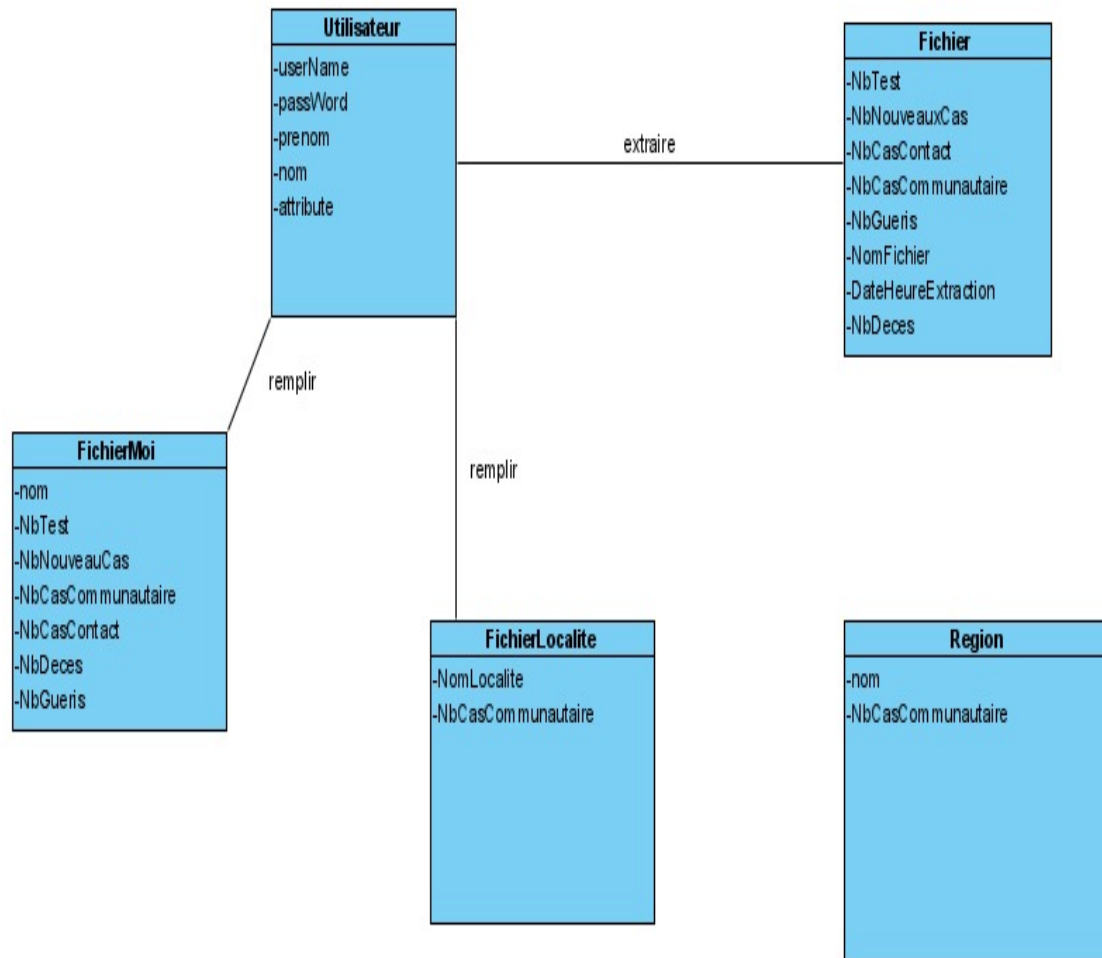 Utilisateur
-userName
-passWord
-prenom
-nom
-attribute
extraire
Fichier
-NbTest
-NbNouveauxCas
-NbCasContact
-NbCasCommunautaire
-NbGueris
-NomFichier
-DateHeureExtraction
-NbDeces
remplir
remplir
FichierMoi
-nom
-NbTest
-NbNouveauCas
-NbCasCommunautaire
-NbCasContact
-NbDeces
-NbGueris
FichierLocalite
-NomLocalite
-NbCasCommunautaire
Region
-nom
-NbCasCommunautaire